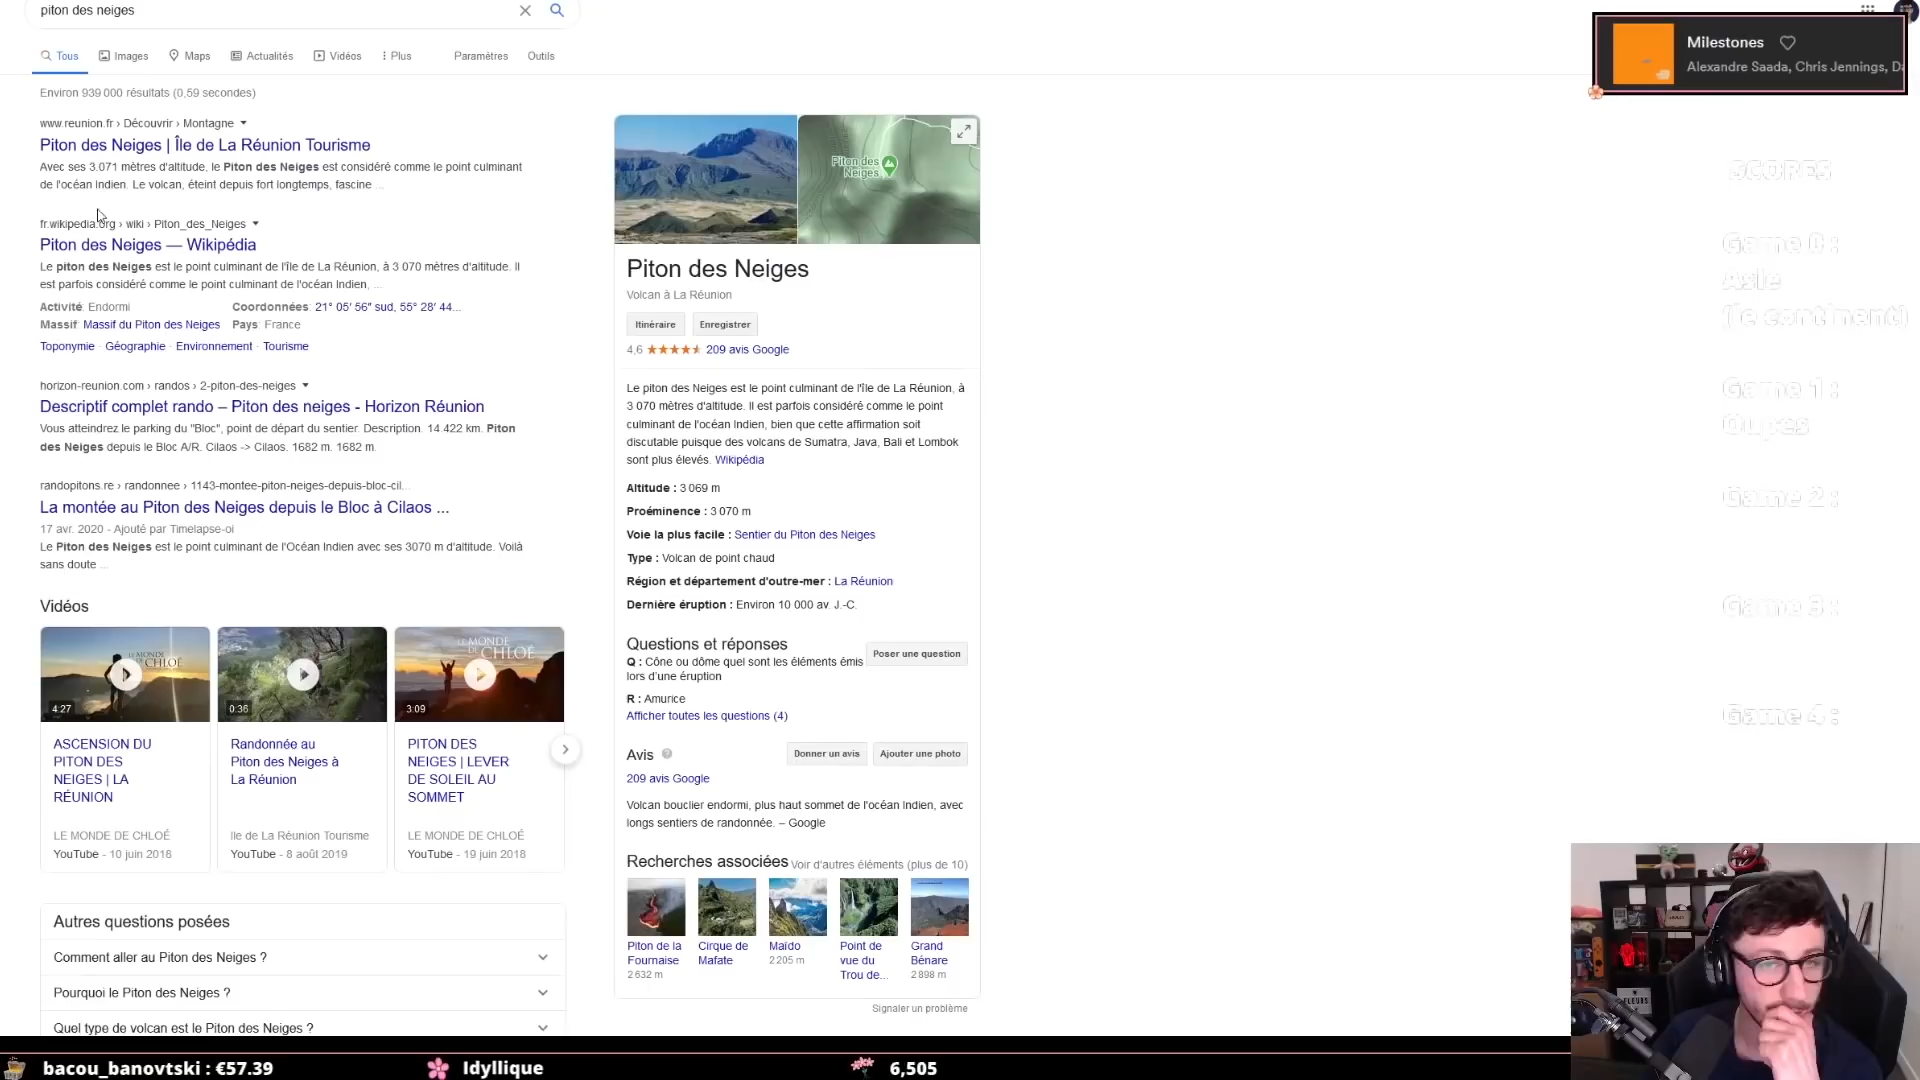 piton des neiges
Tous
Images
Maps
Actualités
Vidéos
Plus
Paramètres
Outils
Environ 939 000 résultats (0,59 secondes)
www.reunion.fr › Découvrir › Montagne
Piton des Neiges | Île de La Réunion Tourisme
Avec ses 3.071 mètres d'altitude, le Piton des Neiges est considéré comme le point culminant
de l'océan Indien. Le volcan, éteint depuis fort longtemps, fascine ...
fr.wikipedia.org › wiki › Piton_des_Neiges
Piton des Neiges — Wikipédia
Le piton des Neiges est le point culminant de l'île de La Réunion, à 3 070 mètres d'altitude. Il
est parfois considéré comme le point culminant de l'océan Indien, ...
Activité: Endormi
Coordonnées: 21° 05′ 56″ sud, 55° 28′ 44...
Massif: Massif du Piton des Neiges
Pays: France
Toponymie · Géographie · Environnement · Tourisme
horizon-reunion.com › randos › 2-piton-des-neiges
Descriptif complet rando – Piton des neiges - Horizon Réunion
Vous atteindrez le parking du "Bloc", point de départ du sentier. Description. 14.422 km. Piton
des Neiges depuis le Bloc A/R. Cilaos -> Cilaos. 1682 m. 1682 m.
randopitons.re › randonnee › 1143-montee-piton-neiges-depuis-bloc-cil...
La montée au Piton des Neiges depuis le Bloc à Cilaos ...
17 avr. 2020 - Ajouté par Timelapse-oi
Le Piton des Neiges est le point culminant de l'Océan Indien avec ses 3070 m d'altitude. Voilà
sans doute ...
Vidéos
LE MONDE DE CHLOÉ
4:27
0:36
LE MONDE DE CHLOÉ
3:09
ASCENSION DU
PITON DES
NEIGES | LA
RÉUNION
LE MONDE DE CHLOÉ
YouTube - 10 juin 2018
Randonnée au
Piton des Neiges à
La Réunion
Ile de La Réunion Tourisme
YouTube - 8 août 2019
PITON DES
NEIGES | LEVER
DE SOLEIL AU
SOMMET
LE MONDE DE CHLOÉ
YouTube - 19 juin 2018
Autres questions posées
Comment aller au Piton des Neiges ?
Pourquoi le Piton des Neiges ?
Quel type de volcan est le Piton des Neiges ?
Piton des
Neiges
Piton des Neiges
Volcan à La Réunion
Itinéraire
Enregistrer
4,6
209 avis Google
Le piton des Neiges est le point culminant de l'île de La Réunion, à
3 070 mètres d'altitude. Il est parfois considéré comme le point
culminant de l'océan Indien, bien que cette affirmation soit
discutable puisque des volcans de Sumatra, Java, Bali et Lombok
sont plus élevés. Wikipédia
Altitude : 3 069 m
Proéminence : 3 070 m
Voie la plus facile : Sentier du Piton des Neiges
Type : Volcan de point chaud
Région et département d'outre-mer : La Réunion
Dernière éruption : Environ 10 000 av. J.-C.
Questions et réponses
Poser une question
Q : Cône ou dôme quel sont les éléments émis
lors d'une éruption
R : Amurice
Afficher toutes les questions (4)
Avis
Donner un avis
Ajouter une photo
209 avis Google
Volcan bouclier endormi, plus haut sommet de l'océan Indien, avec
longs sentiers de randonnée. – Google
Recherches associées
Voir d'autres éléments (plus de 10)
Piton de la
Fournaise
2 632 m
Cirque de
Mafate
Maïdo
2 205 m
Point de
vue du
Trou de...
Grand
Bénare
2 898 m
Signaler un problème
Milestones
Alexandre Saada, Chris Jennings, Da
SCORES
Game 0 :
Asie
(le continent)
Game 1 :
Game 2 :
Game 3 :
Game 4 :
bacou_banovtski : €57.39
Idyllique
6,505